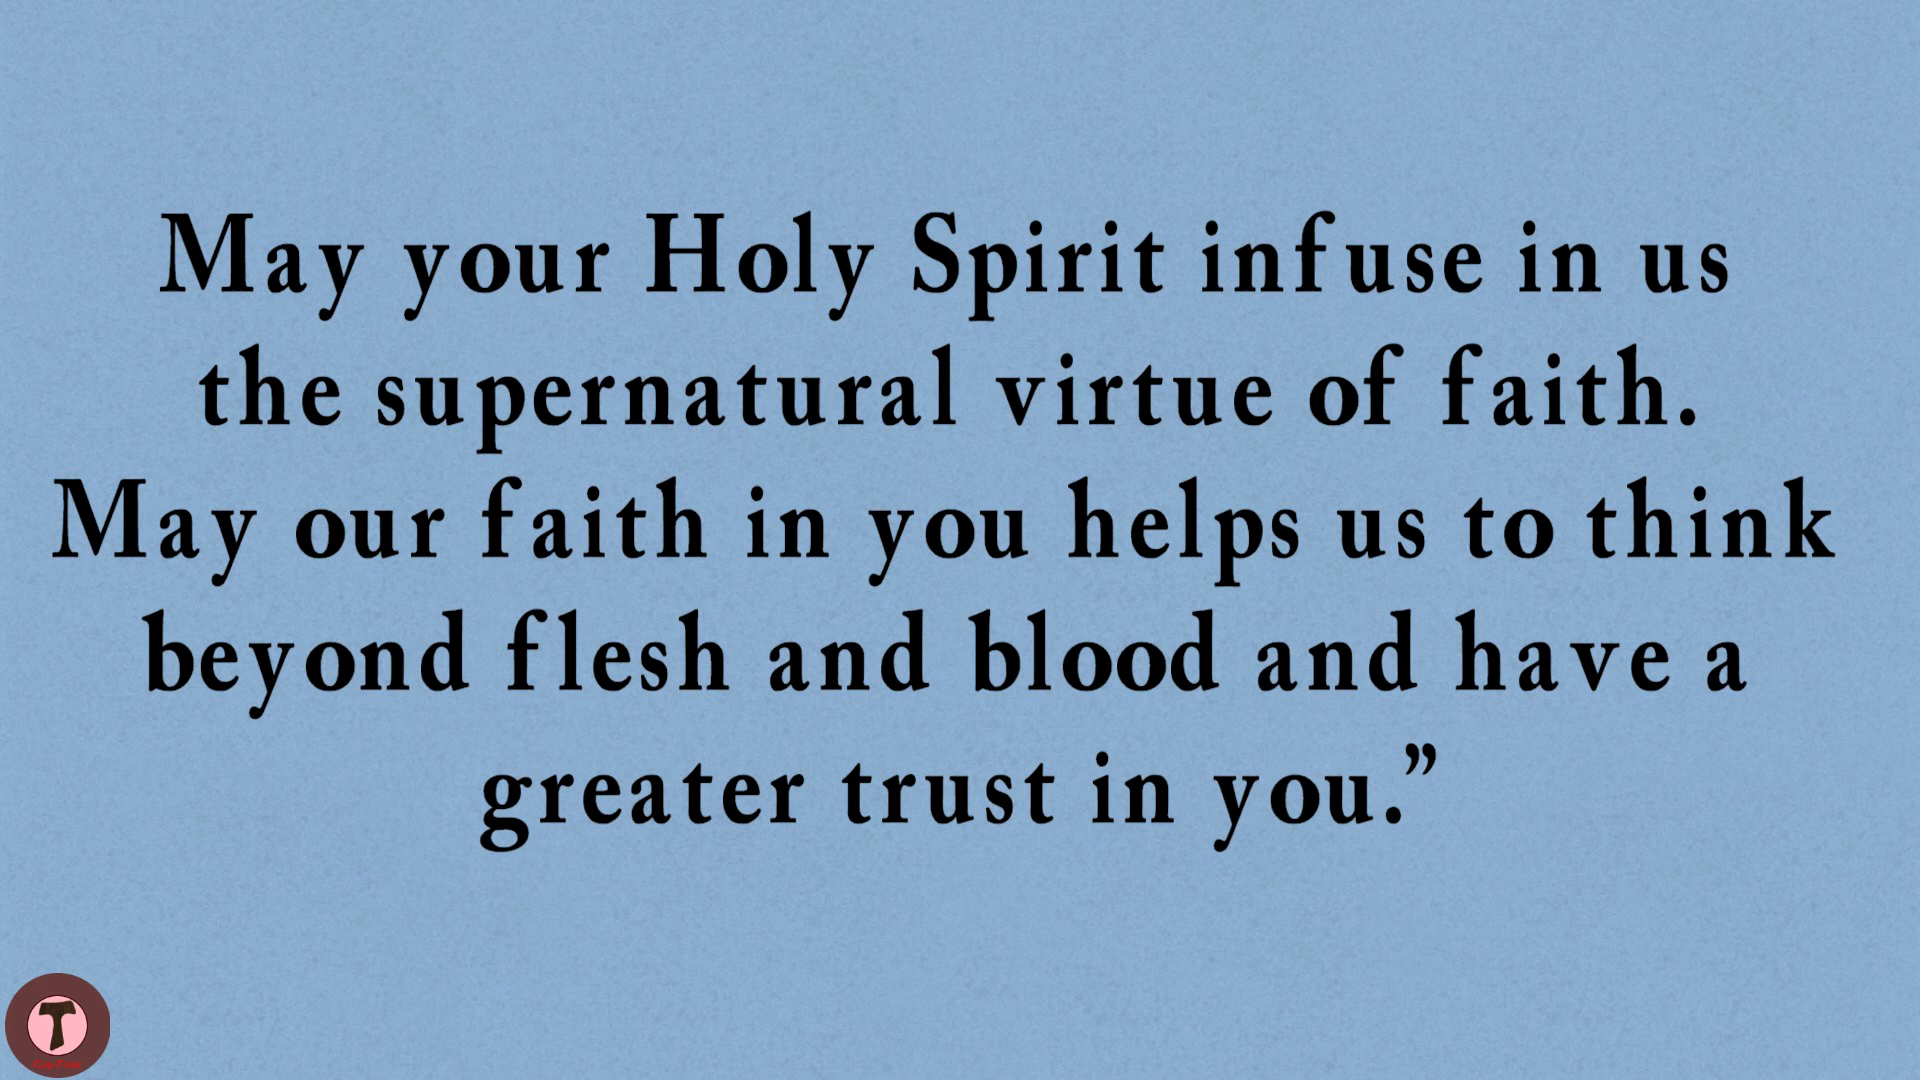 May your Holy Spirit infuse in us
the supernatural virtue of faith.
May our faith in you helps us to think
beyond flesh and blood and have a
greater trust in you.”